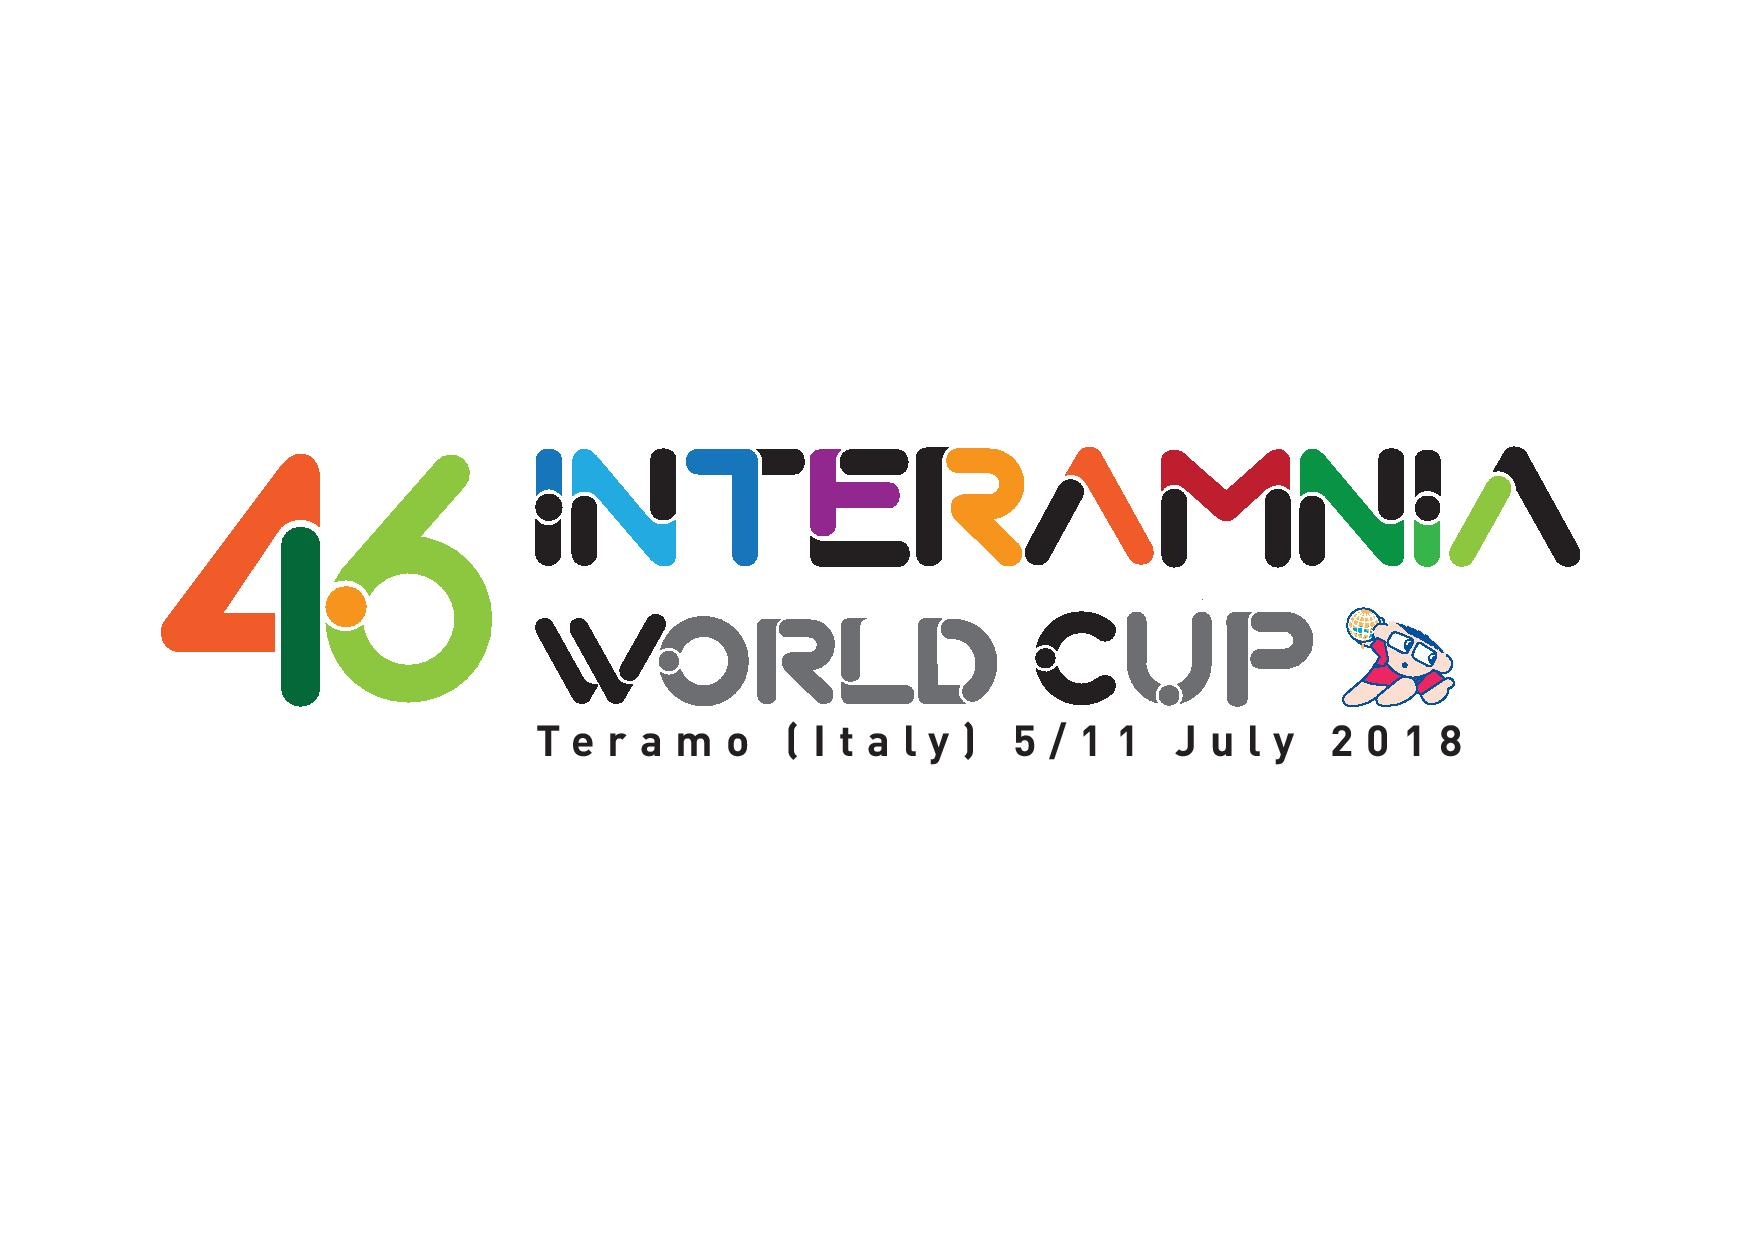 46 INTERAMNIA
WORLD CUP
Teramo (Italy) 5/11 July 2018